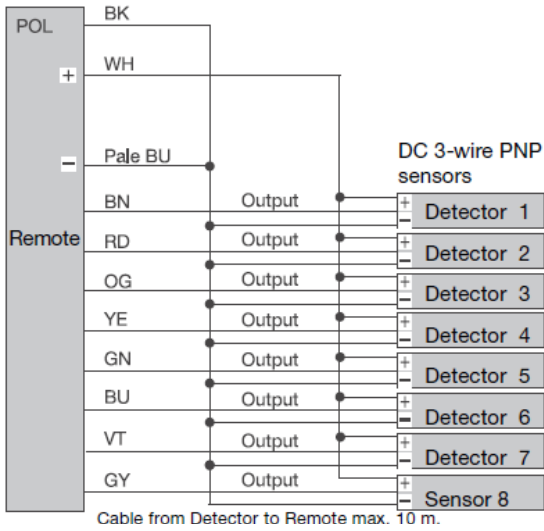 POL
BK
+
WH
−
Pale BU
DC 3-wire PNP
sensors
Remote
BN
Output
+
−
Detector 1
RD
Output
+
−
Detector 2
OG
Output
+
−
Detector 3
YE
Output
+
−
Detector 4
GN
Output
+
−
Detector 5
BU
Output
+
−
Detector 6
VT
Output
+
−
Detector 7
GY
Output
+
−
Sensor 8
Cable from Detector to Remote max. 10 m.